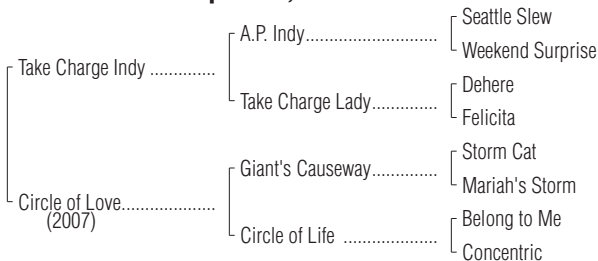 Seattle Slew
A.P. Indy..................
Weekend Surprise
Take Charge Indy .............
Dehere
Take Charge Lady...............
Felicita
Storm Cat
Giant's Causeway...............
Mariah's Storm
Circle of Love...................
(2007)
Belong to Me
Circle of Life .....................
Concentric